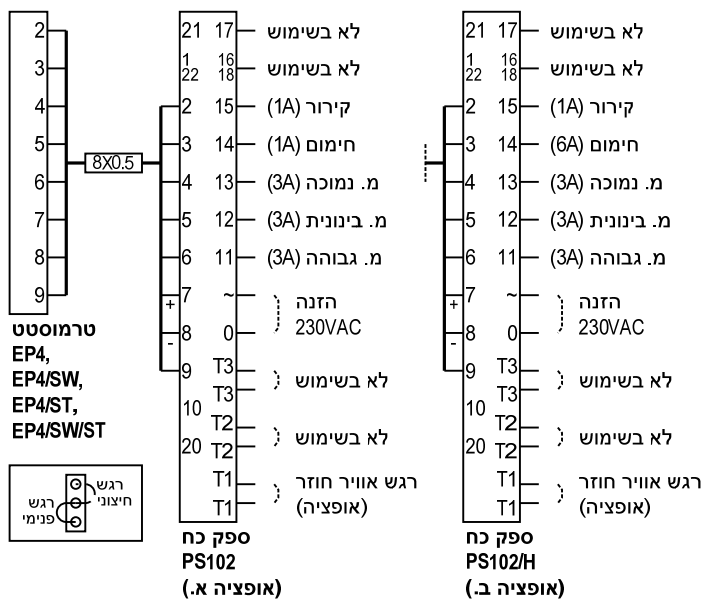 2
3
4
5
6
7
8
9
טרמוסטט
EP4,
EP4/SW,
EP4/ST,
EP4/SW/ST
רגש
חיצוני
רגש
פנימי
8X0.5
21 17 לא בשימוש
1 16
22 18 לא בשימוש
2 15 קירור (1A)
3 14 חימום (1A)
4 13 מ. נמוכה (3A)
5 12 מ. בינונית (3A)
6 11 מ. גבוהה (3A)
7 ~ הזנה
+
8 0 230VAC
-
9 T3
T3 לא בשימוש
10 T2
20 T2 לא בשימוש
T1 רגש אוויר חוזר
T1 (אופציה)
ספק כח
PS102
(אופציה א.)
21 17 לא בשימוש
1 16
22 18 לא בשימוש
2 15 קירור (1A)
3 14 חימום (6A)
4 13 מ. נמוכה (3A)
5 12 מ. בינונית (3A)
6 11 מ. גבוהה (3A)
7 ~ הזנה
+
8 0 230VAC
-
9 T3
T3 לא בשימוש
10 T2
20 T2 לא בשימוש
T1 רגש אוויר חוזר
T1 (אופציה)
ספק כח
PS102/H
(אופציה ב.)